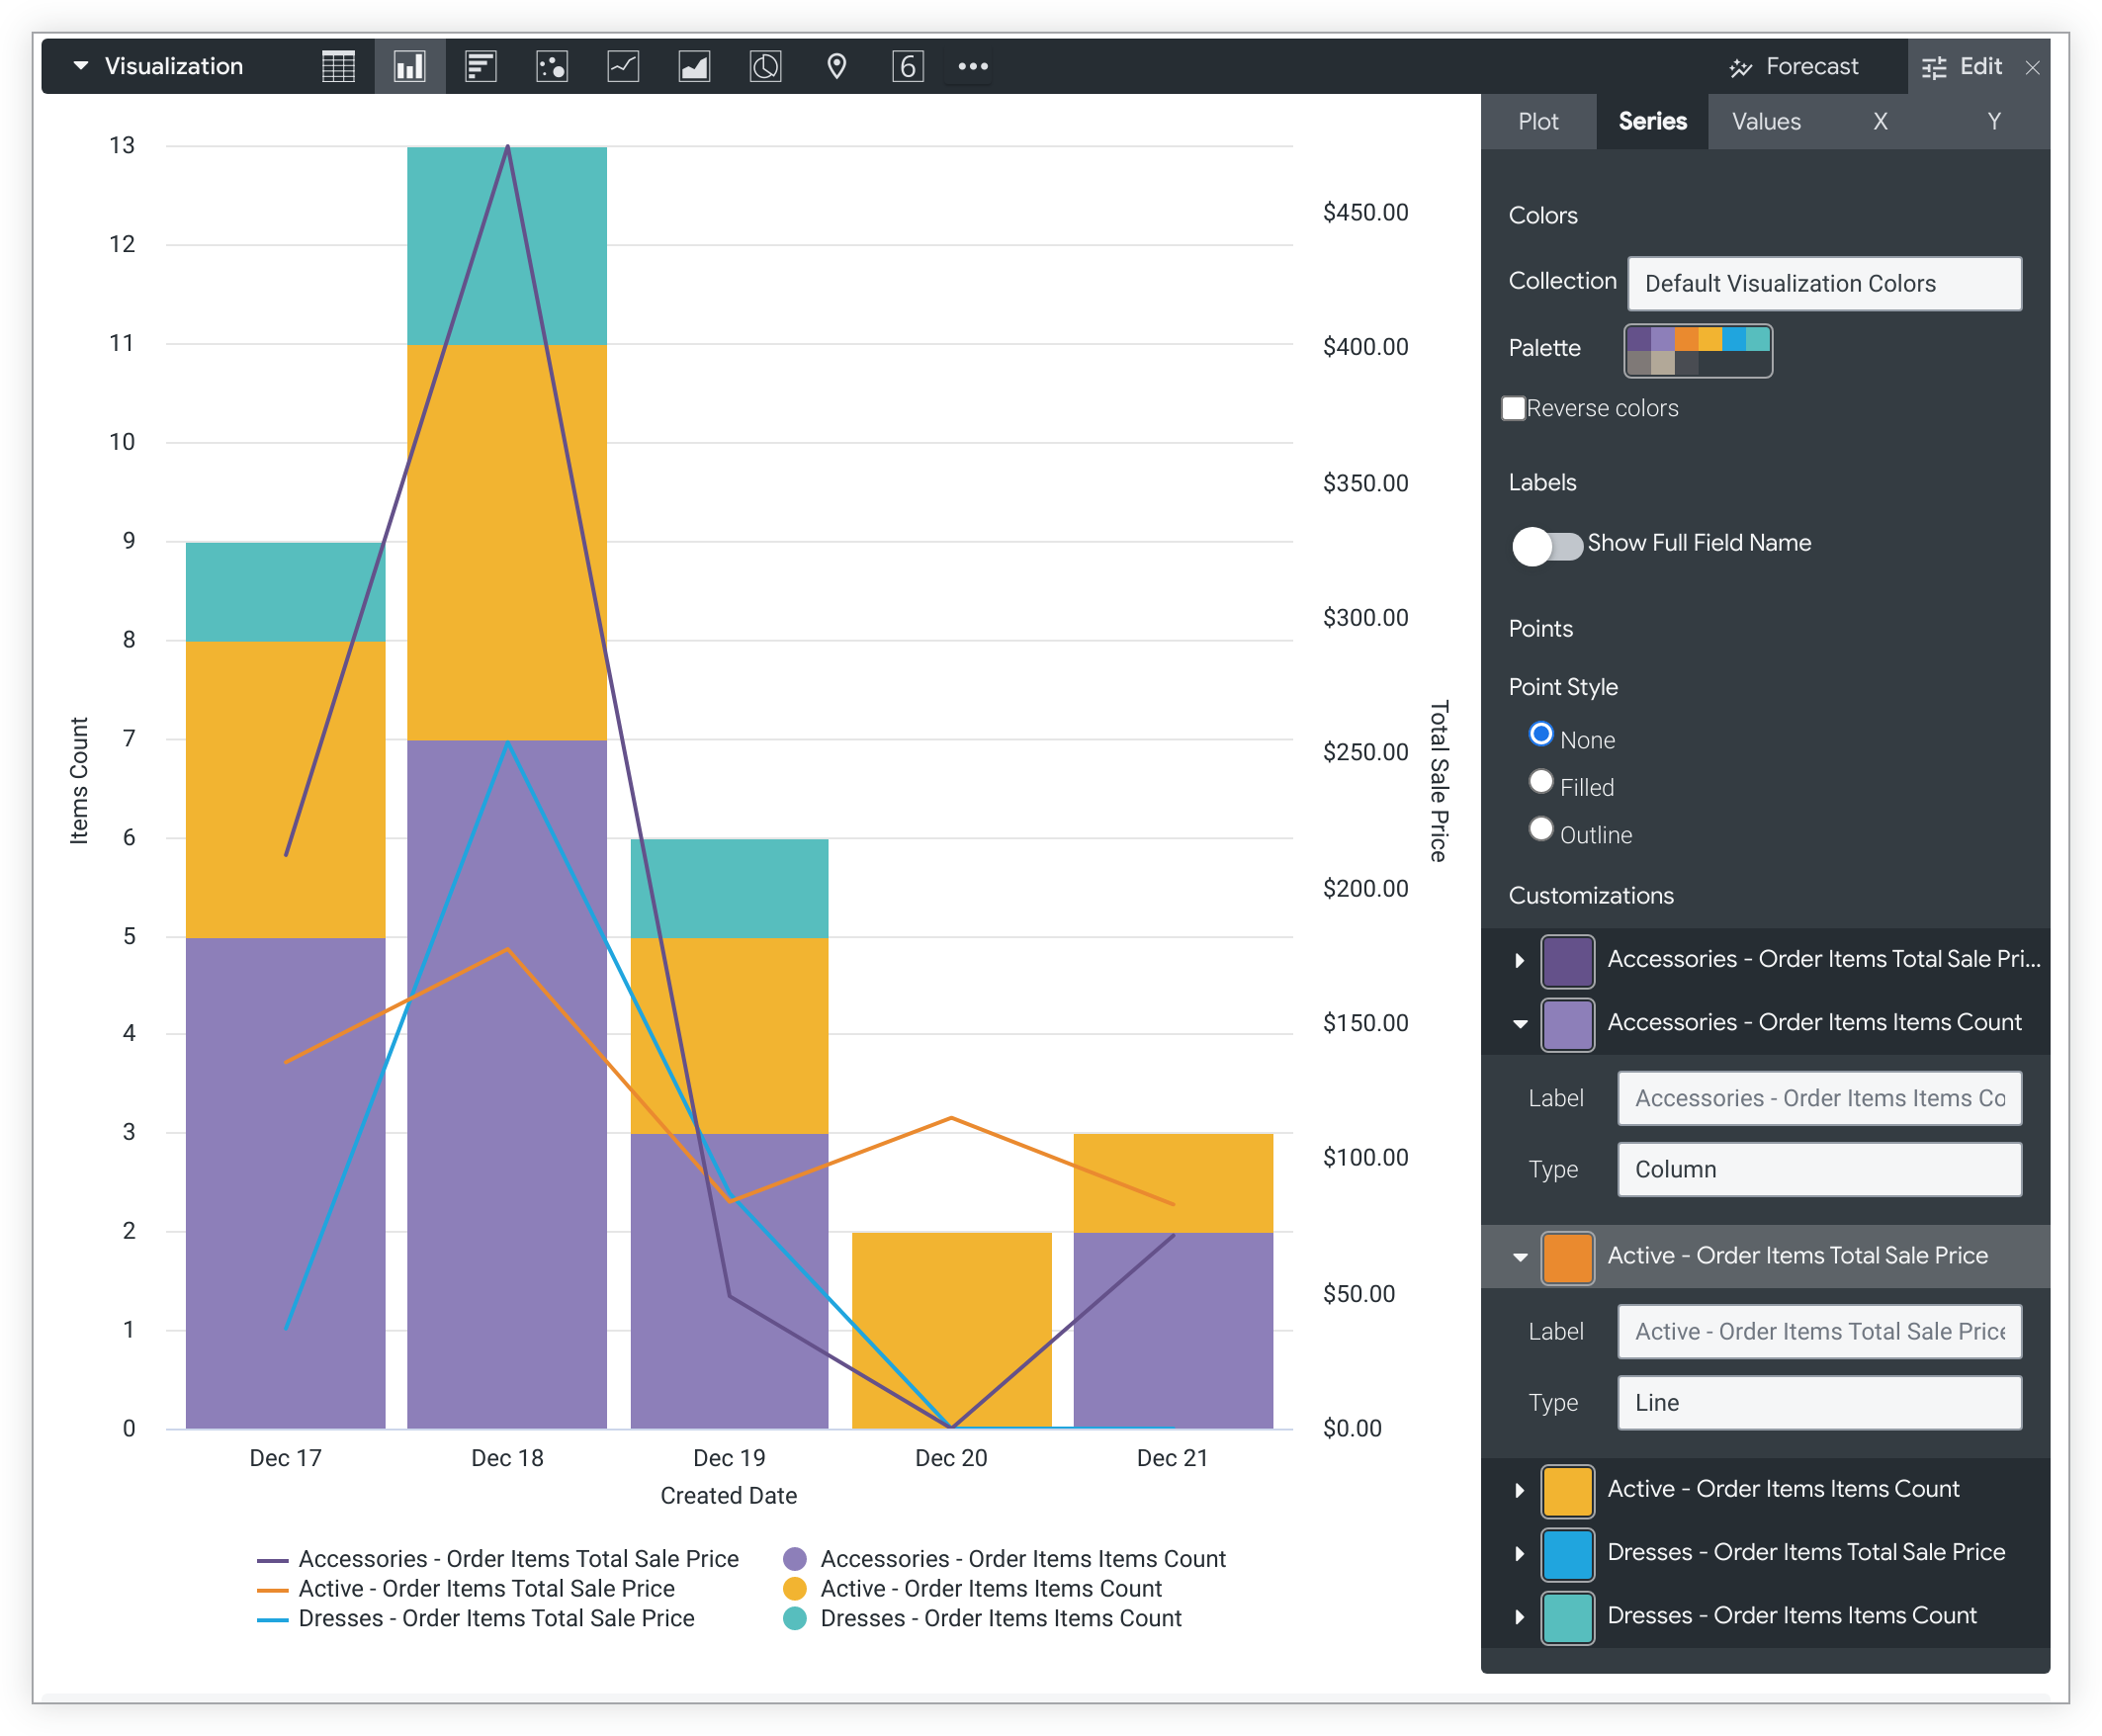 Visualization
6
Forecast
Edit
Plot
Series
Values
X
Y
13
12
11
10
9
8
7
6
5
4
3
2
1
0
Items Count
$450.00
$400.00
$350.00
$300.00
$250.00
$200.00
$150.00
$100.00
$50.00
$0.00
Total Sale Price
Dec 17
Dec 18
Dec 19
Dec 20
Dec 21
Created Date
Accessories - Order Items Total Sale Price
Accessories - Order Items Items Count
Active - Order Items Total Sale Price
Active - Order Items Items Count
Dresses - Order Items Total Sale Price
Dresses - Order Items Items Count
Colors
Collection
Default Visualization Colors
Palette
Reverse colors
Labels
Show Full Field Name
Points
Point Style
None
Filled
Outline
Customizations
Accessories - Order Items Total Sale Pri...
Accessories - Order Items Items Count
Label
Accessories - Order Items Items Co
Type
Column
Active - Order Items Total Sale Price
Label
Active - Order Items Total Sale Price
Type
Line
Active - Order Items Items Count
Dresses - Order Items Total Sale Price
Dresses - Order Items Items Count